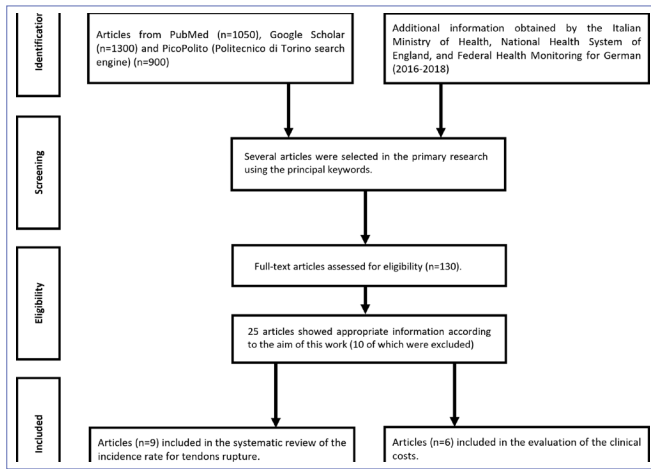 Identification
Articles from PubMed (n=1050), Google Scholar
(n=1300) and PicoPolito (Politecnico di Torino search
engine) (n=900)
Additional information obtained by the Italian
Ministry of Health, National Health System of
England, and Federal Health Monitoring for German
(2016-2018)
Screening
Several articles were selected in the primary research
using the principal keywords.
Eligibility
Full-text articles assessed for eligibility (n=130).
25 articles showed appropriate information according
to the aim of this work (10 of which were excluded)
Included
Articles (n=9) included in the systematic review of the
incidence rate for tendons rupture.
Articles (n=6) included in the evaluation of the clinical
costs.